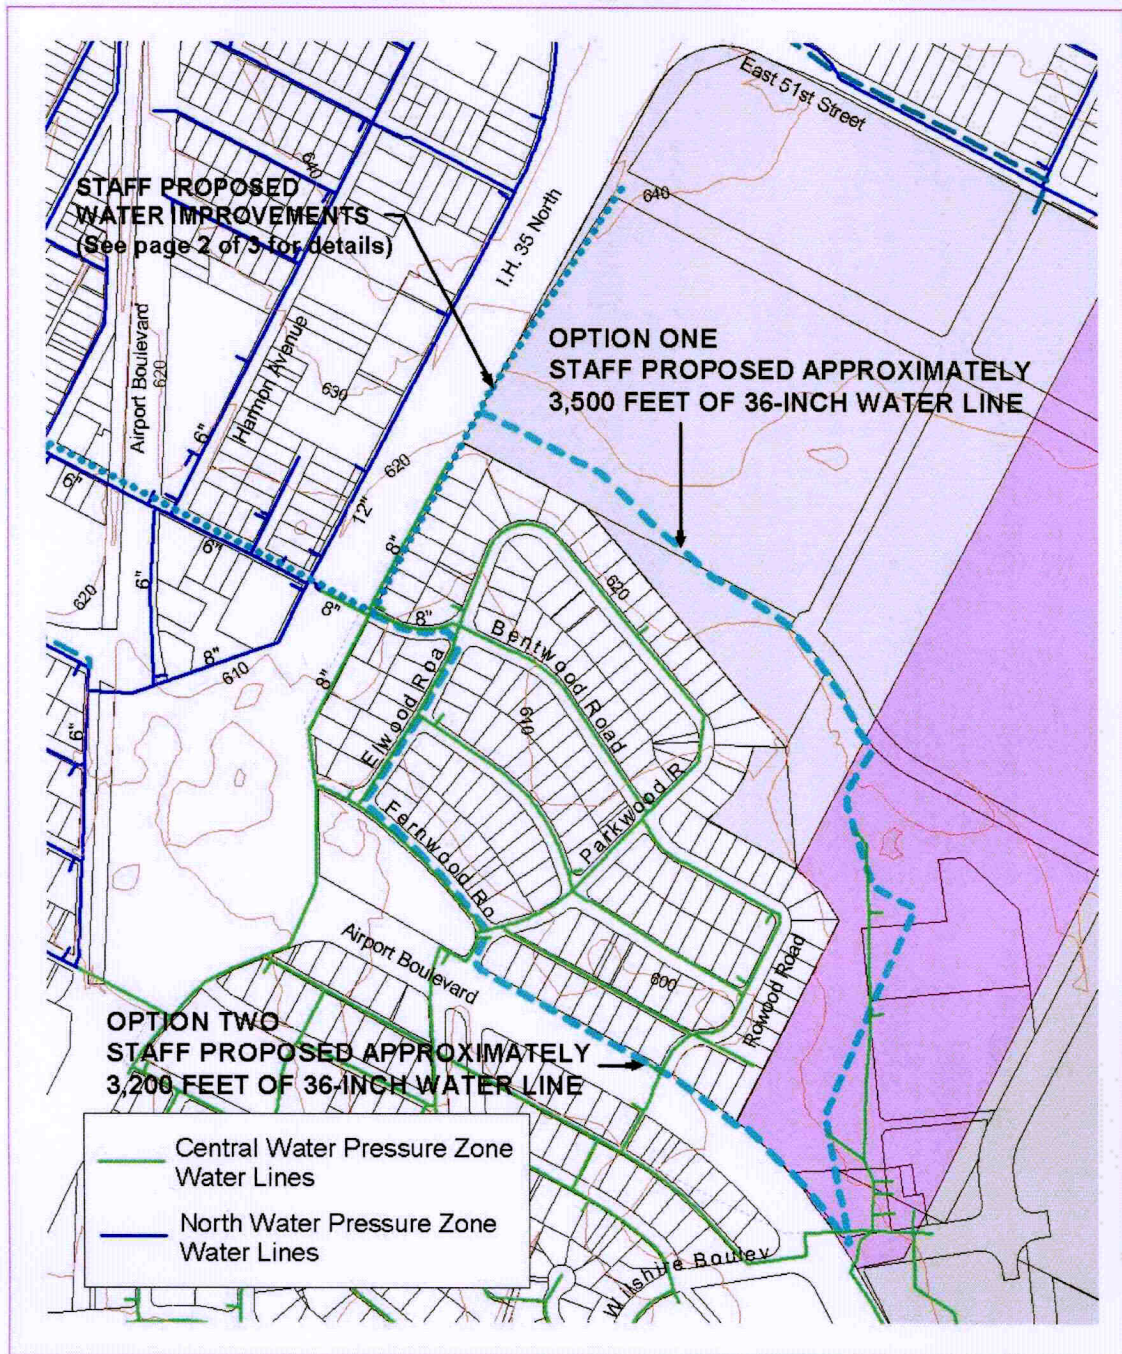 East 51st Street
640
640
STAFF PROPOSED
WATER IMPROVEMENTS
(See page 2 of 3 for details)
I.H. 35 North
Airport Boulevard
620
Harmon Avenue
630
OPTION ONE
STAFF PROPOSED APPROXIMATELY
3,500 FEET OF 36-INCH WATER LINE
6"
6"
620
12"
6"
8"
6"
620
8"
8"
620
Bentwood Road
8"
610
8"
Elwood Roa
610
6"
Fernwood Ro
Parkwood R
Airport Boulevard
600
Rowood Road
OPTION TWO
STAFF PROPOSED APPROXIMATELY
3,200 FEET OF 36-INCH WATER LINE
Central Water Pressure Zone
Water Lines
North Water Pressure Zone
Water Lines
Wilshire Boulev